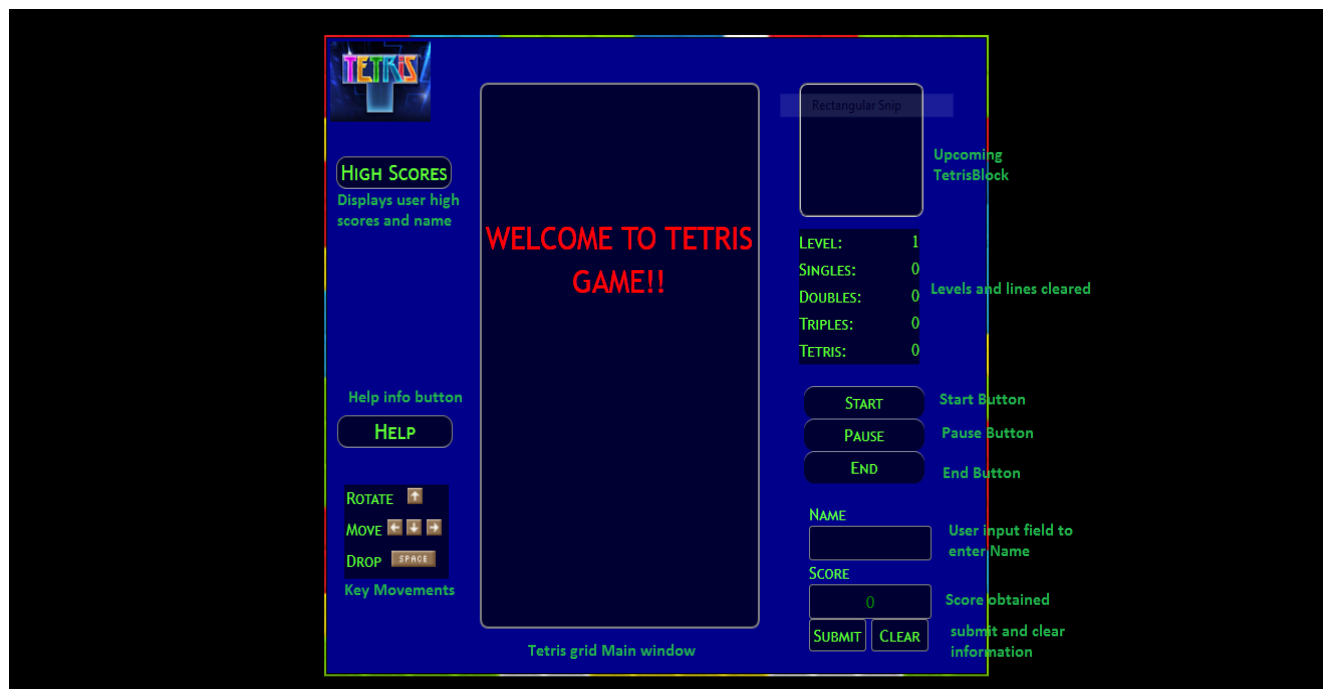 TETRIS
HIGH SCORES
Displays user high
scores and name
Help info button
HELP
ROTATE
MOVE
DROP SPACE
Key Movements
WELCOME TO TETRIS
GAME!!
Tetris grid Main window
Rectangular Snip
Upcoming
TetrisBlock
LEVEL: 1
SINGLES: 0
DOUBLES: 0
TRIPLES: 0
TETRIS: 0
Levels and lines cleared
START Start Button
PAUSE Pause Button
END End Button
NAME
User input field to
enter Name
SCORE
0 Score obtained
SUBMIT CLEAR
submit and clear
information